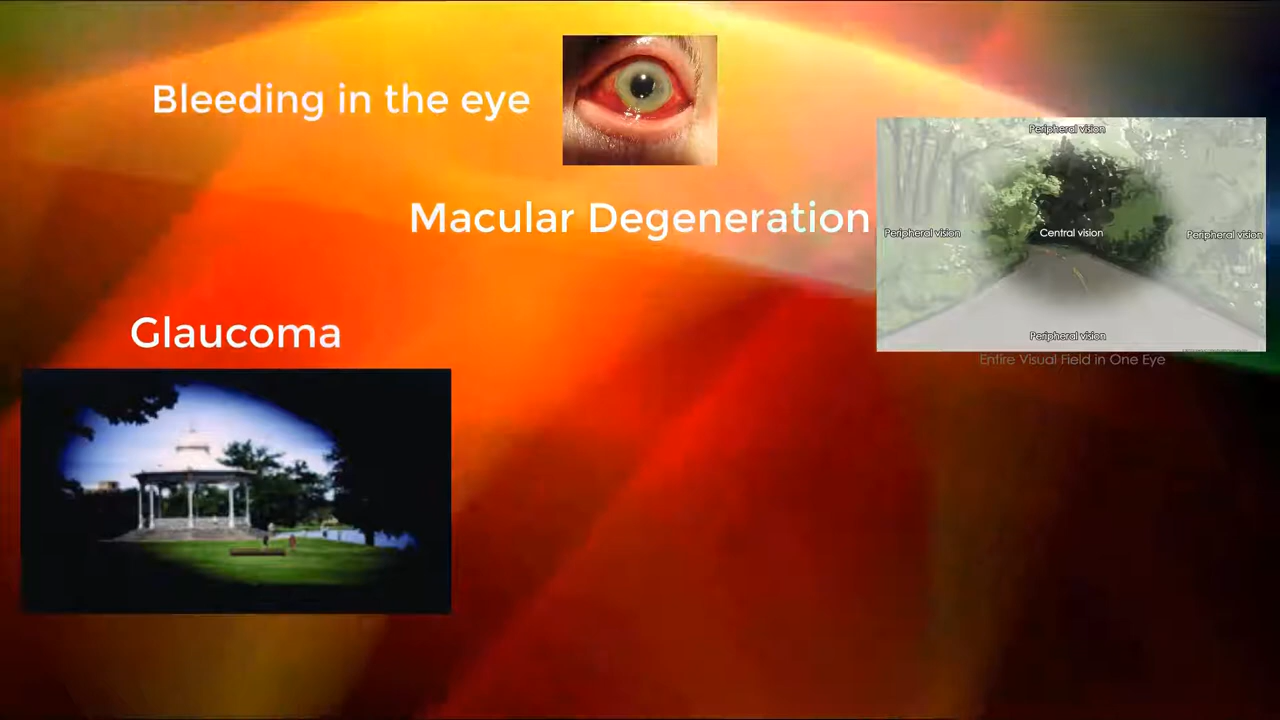 Bleeding in the eye
Peripheral vision
Macular Degeneration
Peripheral vision
Central vision
Peripheral vision
Glaucoma
Peripheral vision
Entire Visual Field in One Eye